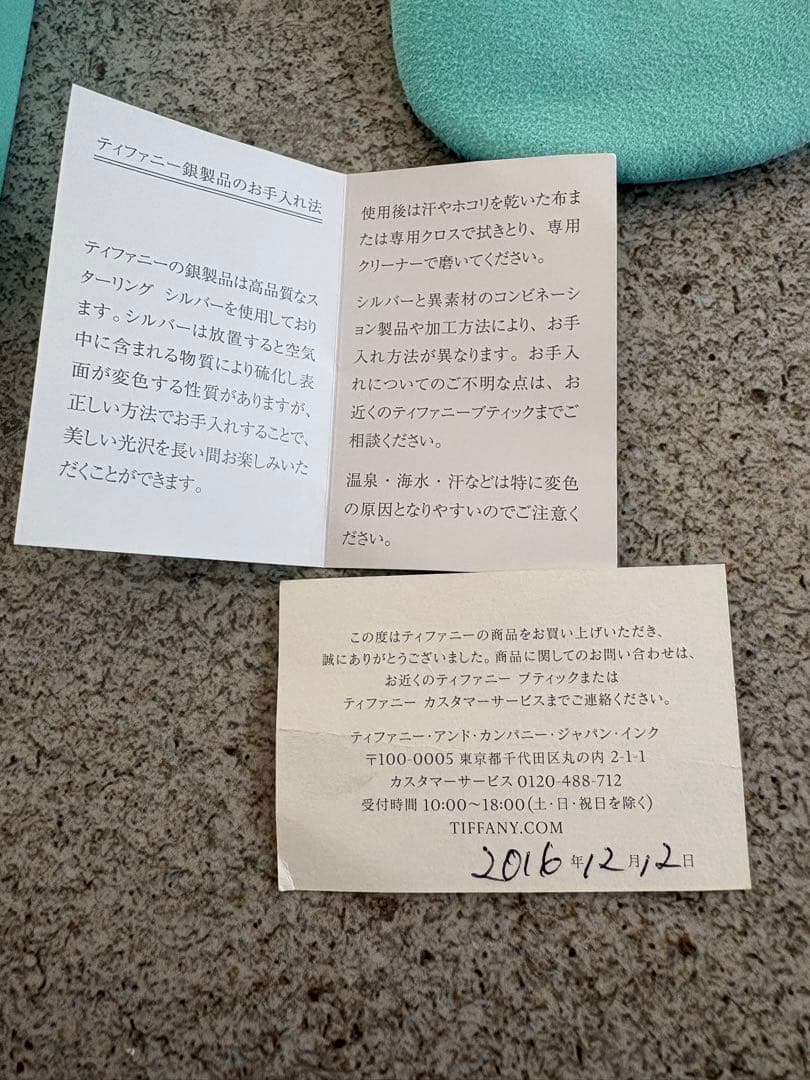 ティファニー銀製品のお手入れ法
ティファニーの銀製品は高品質なス
ターリング シルバーを使用しており
ます。シルバーは放置すると空気
中に含まれる物質により硫化し表
面が変色する性質がありますが、
正しい方法でお手入れすることで、
美しい光沢を長い間お楽しみいた
だくことができます。
使用後は汗やホコリを乾いた布ま
たは専用クロスで拭きとり、専用
クリーナーで磨いてください。
シルバーと異素材のコンビネーシ
ョン製品や加工方法により、お手
入れ方法が異なります。お手入
れについてのご不明な点は、お
近くのティファニーブティックまでご
相談ください。
温泉・海水・汗などは特に変色
の原因となりやすいのでご注意く
ださい。
この度はティファニーの商品をお買い上げいただき、
誠にありがとうございました。商品に関してのお問い合わせは、
お近くのティファニー ブティックまたは
ティファニー カスタマーサービスまでご連絡ください。
ティファニー・アンド・カンパニー・ジャパン・インク
〒100-0005 東京都千代田区丸の内 2-1-1
カスタマーサービス 0120-488-712
受付時間 10:00〜18:00(土・日・祝日を除く)
TIFFANY.COM
2016年12月12日